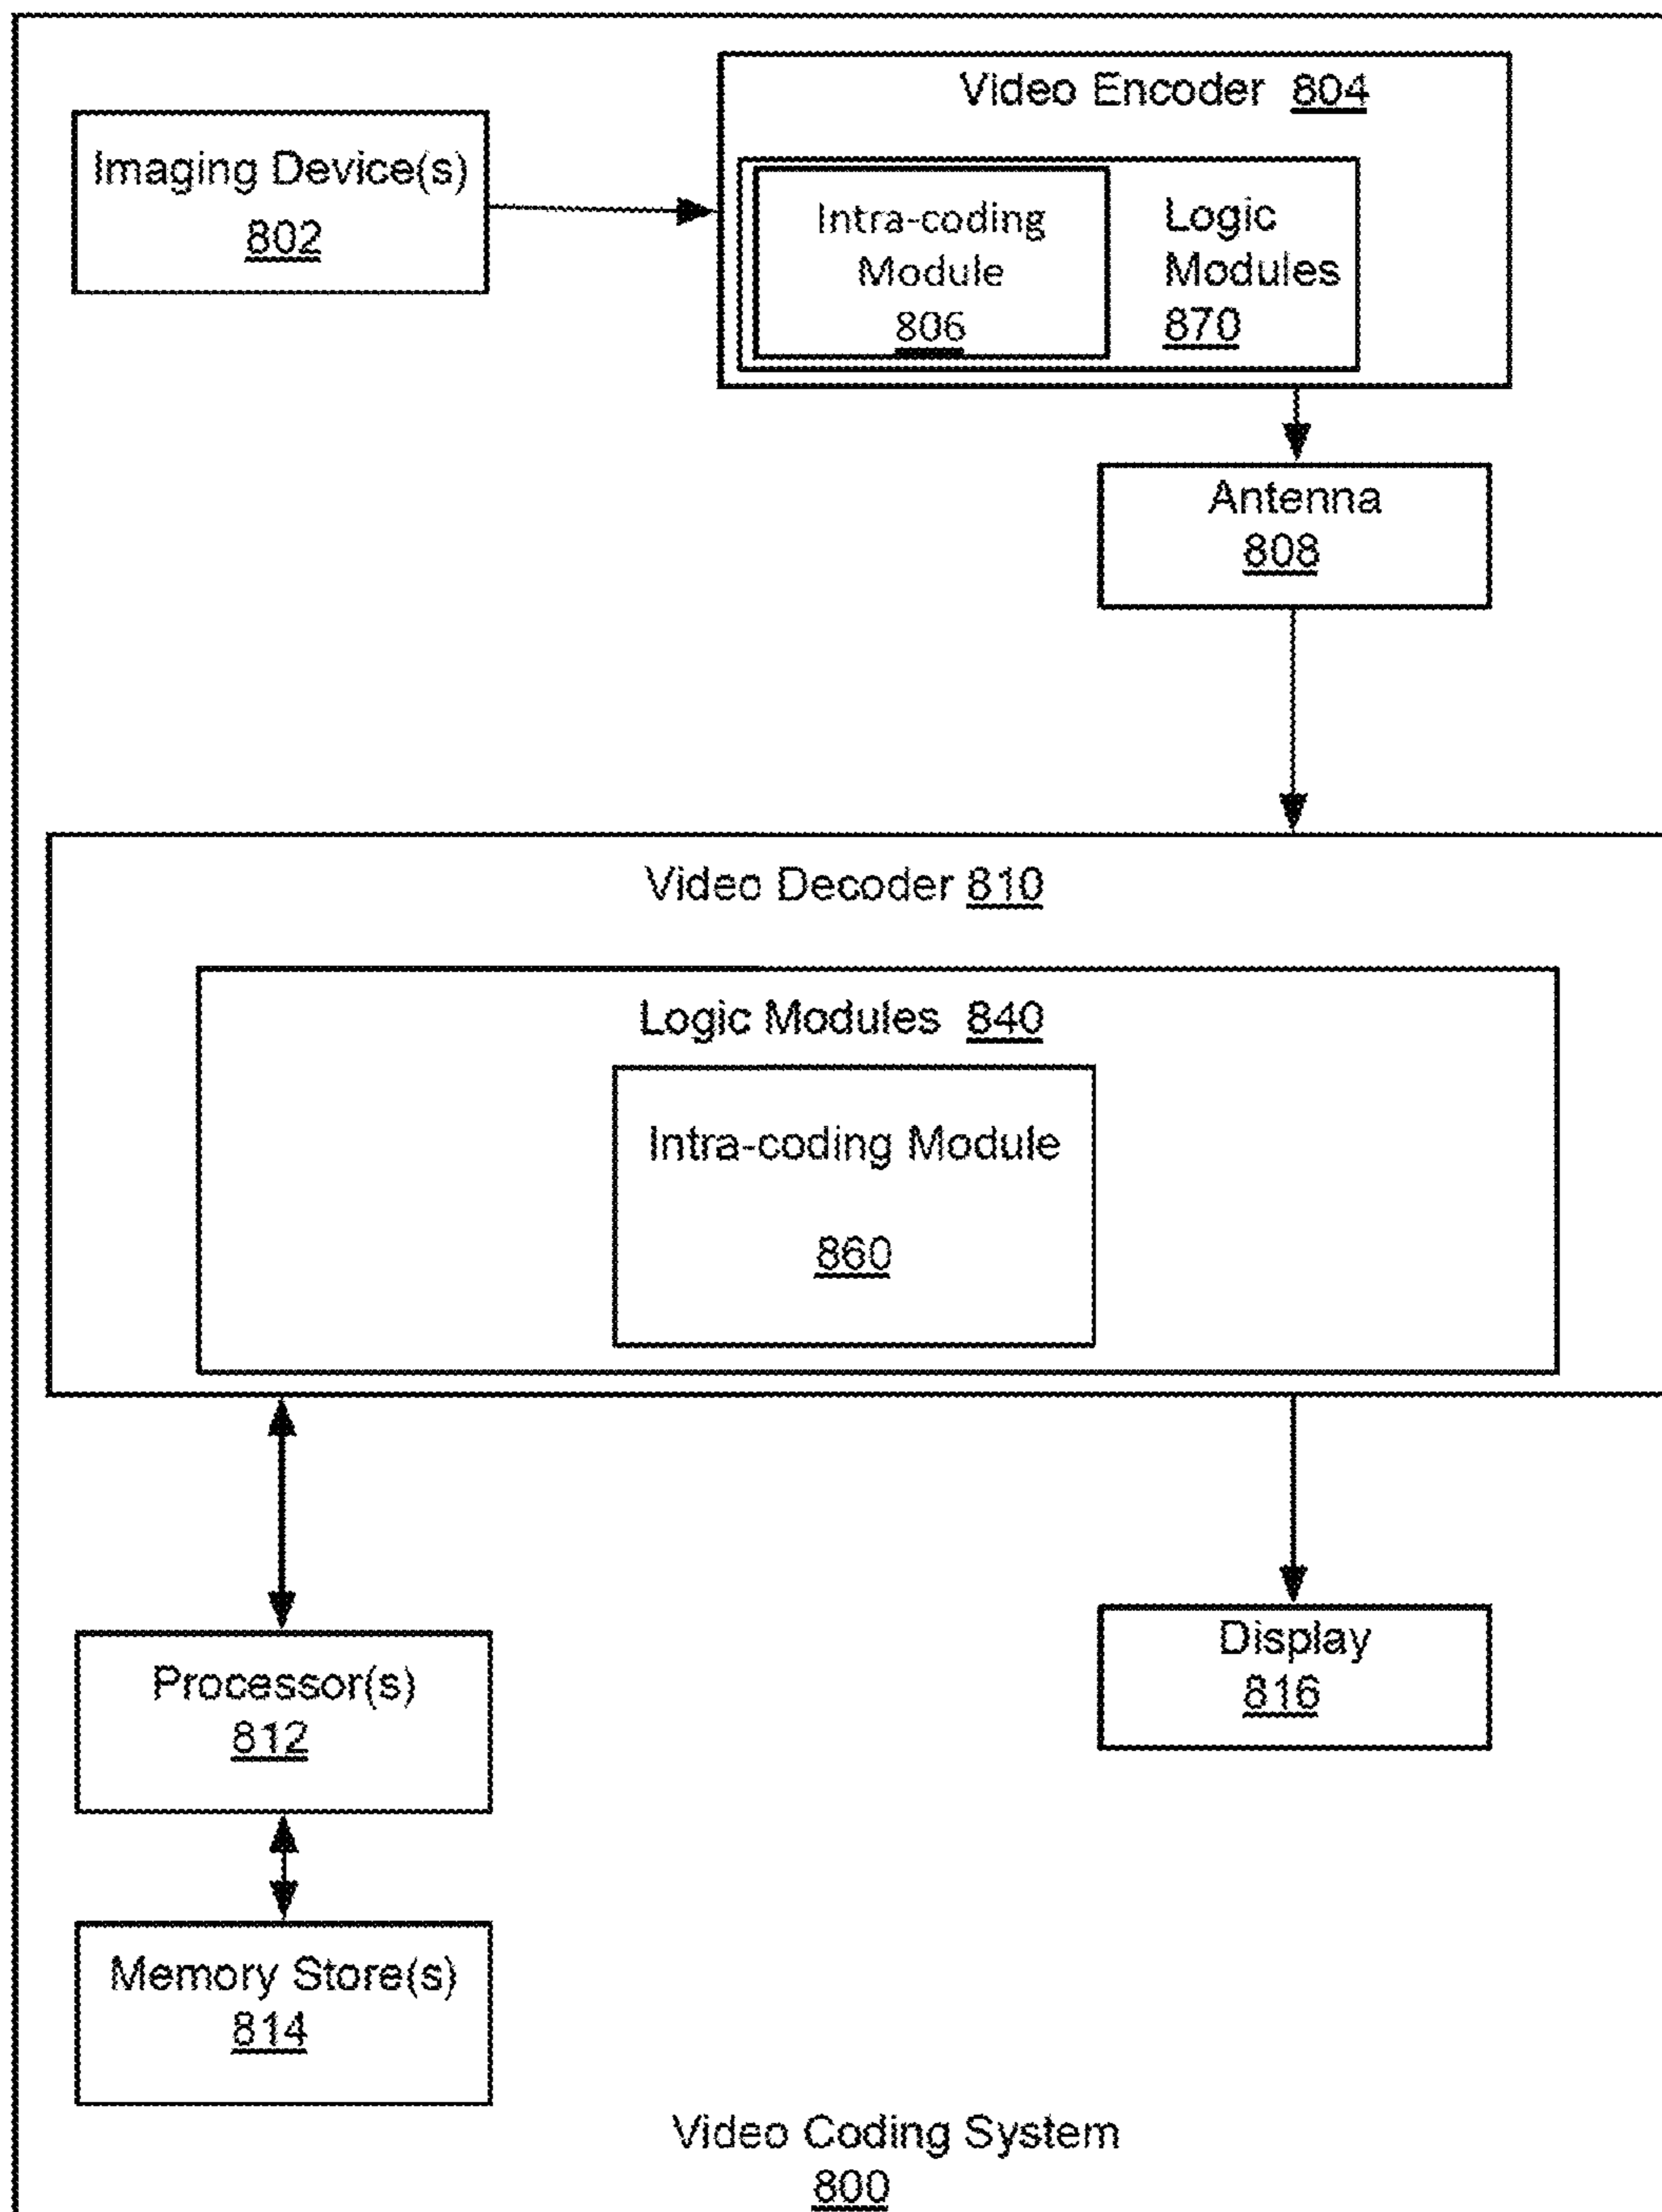 Video Encoder 804
Imaging Device(s)
802
Intra-coding
Module
806
Logic
Modules
870
Antenna
808
Video Decoder 810
Logic Modules 840
Intra-coding Module
860
Processor(s)
812
Display
816
Memory Store(s)
814
Video Coding System
800